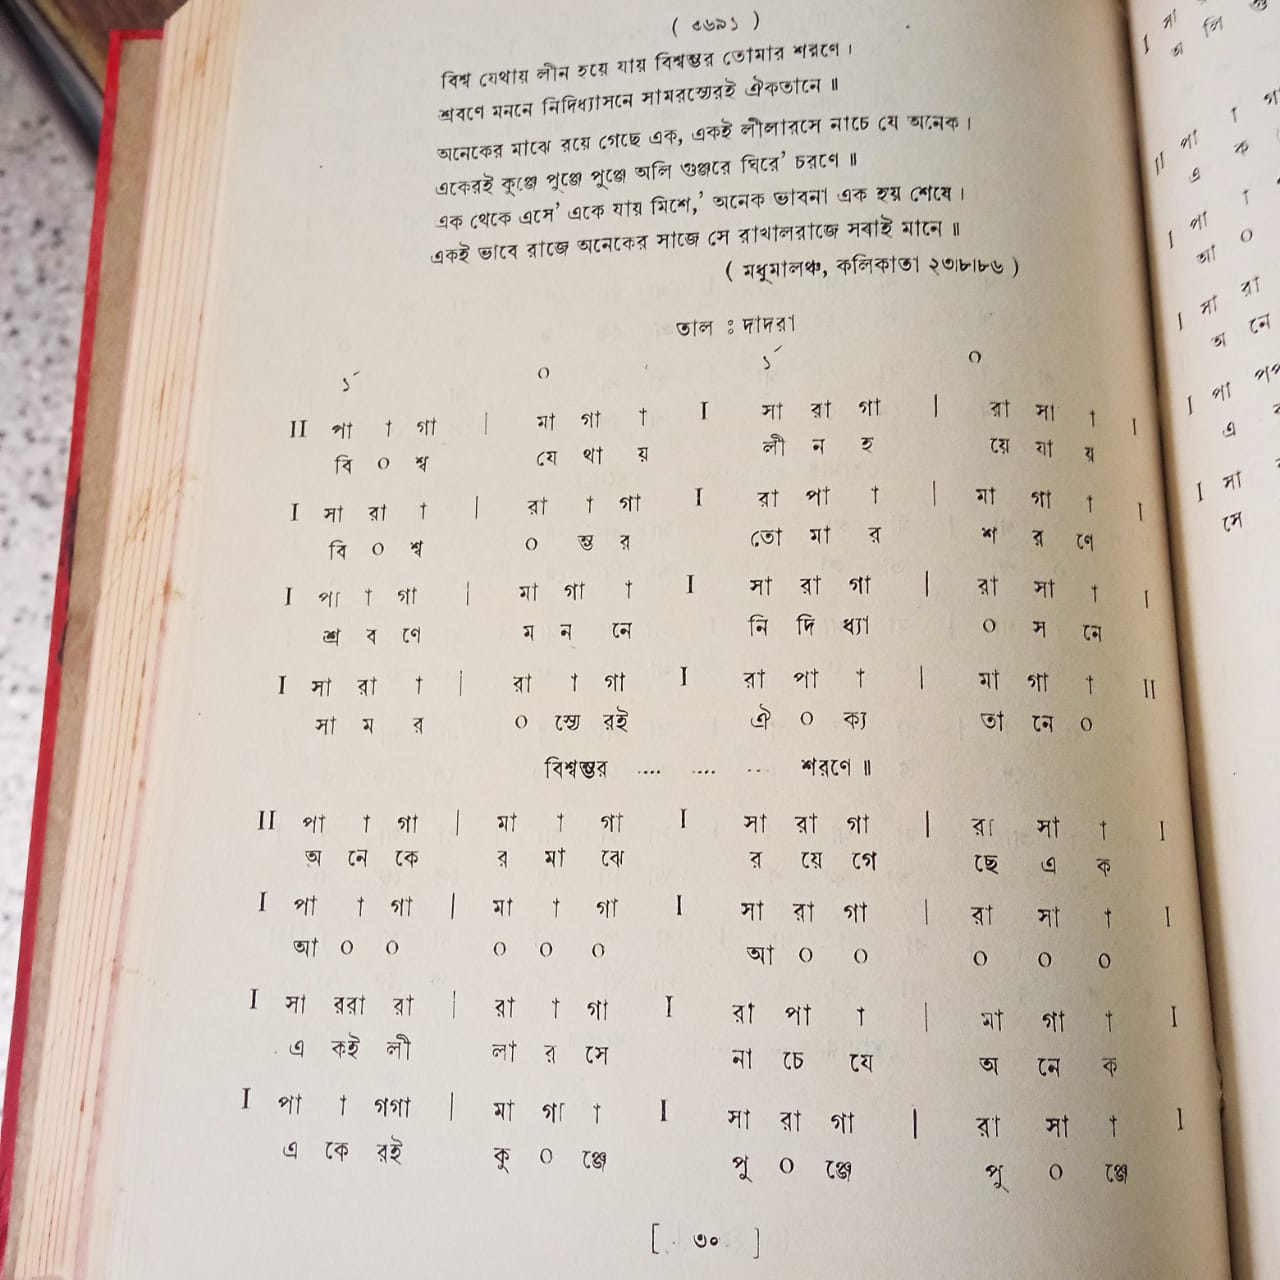 ( ৫৬৯১ )
বিশ্ব যেথায় লীন হয়ে যায় বিশ্বম্ভর তোমার শরণে ।
শ্রবণে মননে নিদিধ্যাসনে সামরস্যেরই ঐকতানে ॥
অনেকের মাঝে রয়ে গেছে এক, একই লীলারসে নাচে যে অনেক ।
একেরই কুঞ্জে পুঞ্জে পুঞ্জে অলি গুঞ্জরে ঘিরে' চরণে ॥
এক থেকে এসে' একে যায় মিশে,' অনেক ভাবনা এক হয় শেষে ।
একই ভাবে রাজে অনেকের সাজে সে রাখালরাজে সবাই মানে ॥
( মধুমালঞ্চ, কলিকাতা ২৩।৮।৮৬ )
তাল : দাদরা
১´ ০ ১´ ০
II পা া গা | মা গা া I সা রা গা | রা সা া I
বি ০ শ্ব যে থা য় লী ন হ য়ে যা য়
I সা রা া | রা া গা I রা পা া | মা গা া I
বি ০ শ্ব ০ ম্ভ র তো মা র শ র ণে
I পা া গা | মা গা া I সা রা গা | রা সা া I
শ্র ব ণে ম ন নে নি দি ধ্যা ০ স নে
I সা রা া | রা া গা I রা পা া | মা গা া II
সা ম র ০ স্যে রই ঐ ০ ক্য তা নে ০
বিশ্বম্ভর .... .... .. শরণে ॥
II পা া গা | মা া গা I সা রা গা | রা সা া I
অ নে কে র মা ঝে র য়ে গে ছে এ ক
I পা া গা | মা া গা I সা রা গা | রা সা া I
আ ০ ০ ০ ০ ০ আ ০ ০ ০ ০ ০
I সা ররা রা | রা া গা I রা পা া | মা গা া I
এ কই লী লা র সে না চে যে অ নে ক
I পা া গগা | মা গা া I সা রা গা | রা সা া I
এ কে রই কু ০ ঞ্জে পু ০ ঞ্জে পু ০ ঞ্জে
[ ৩০ ]